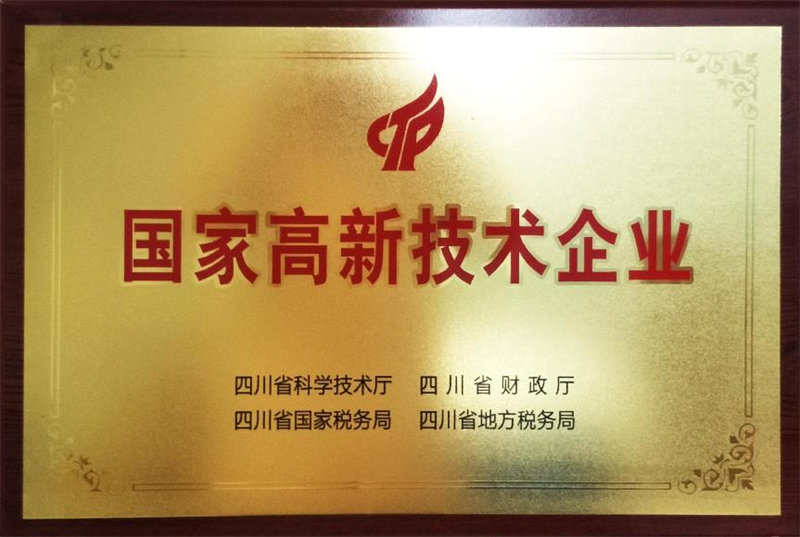 国家高新技术企业
四川省科学技术厅 四川省财政厅
四川省国家税务局 四川省地方税务局